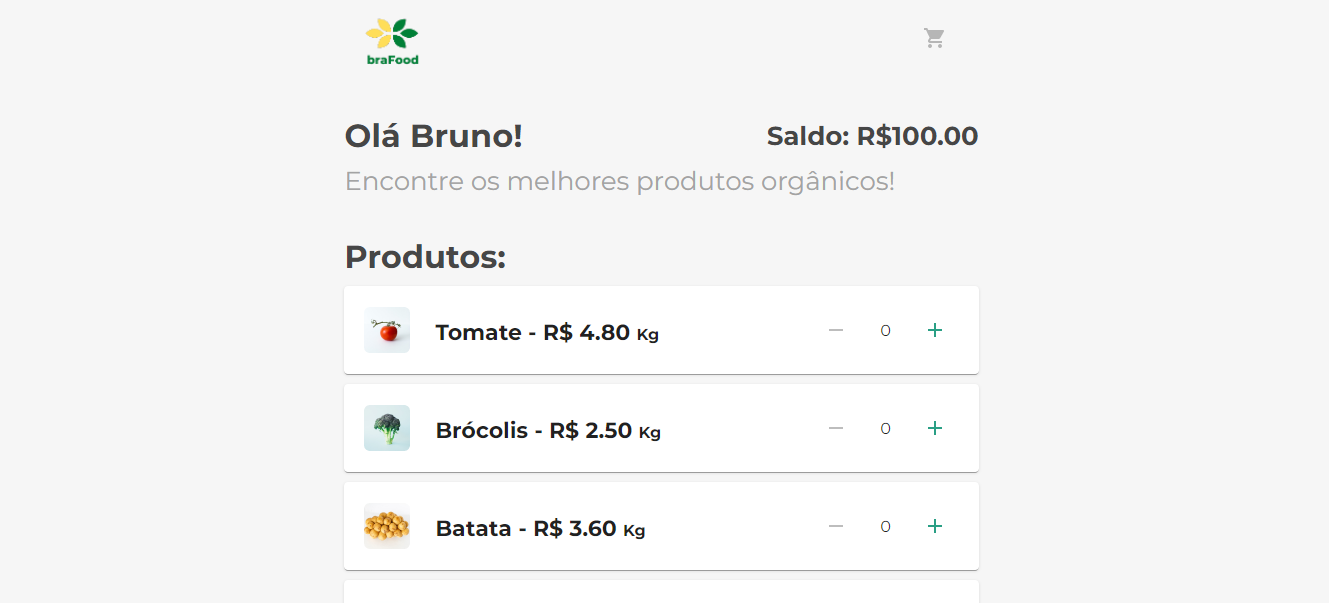 braFood
Olá Bruno!
Saldo: R$100.00
Encontre os melhores produtos orgânicos!
Produtos:
Tomate - R$ 4.80 Kg
0
Brócolis - R$ 2.50 Kg
0
Batata - R$ 3.60 Kg
0